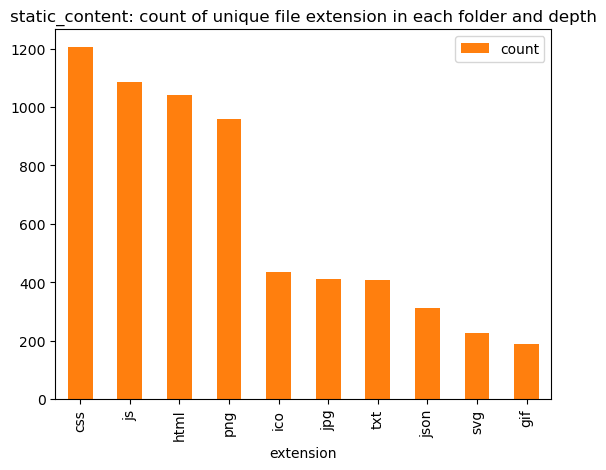 static_content: count of unique file extension in each folder and depth
count
1200
1000
800
600
400
200
0
css
js
html
png
ico
jpg
txt
json
svg
gif
extension